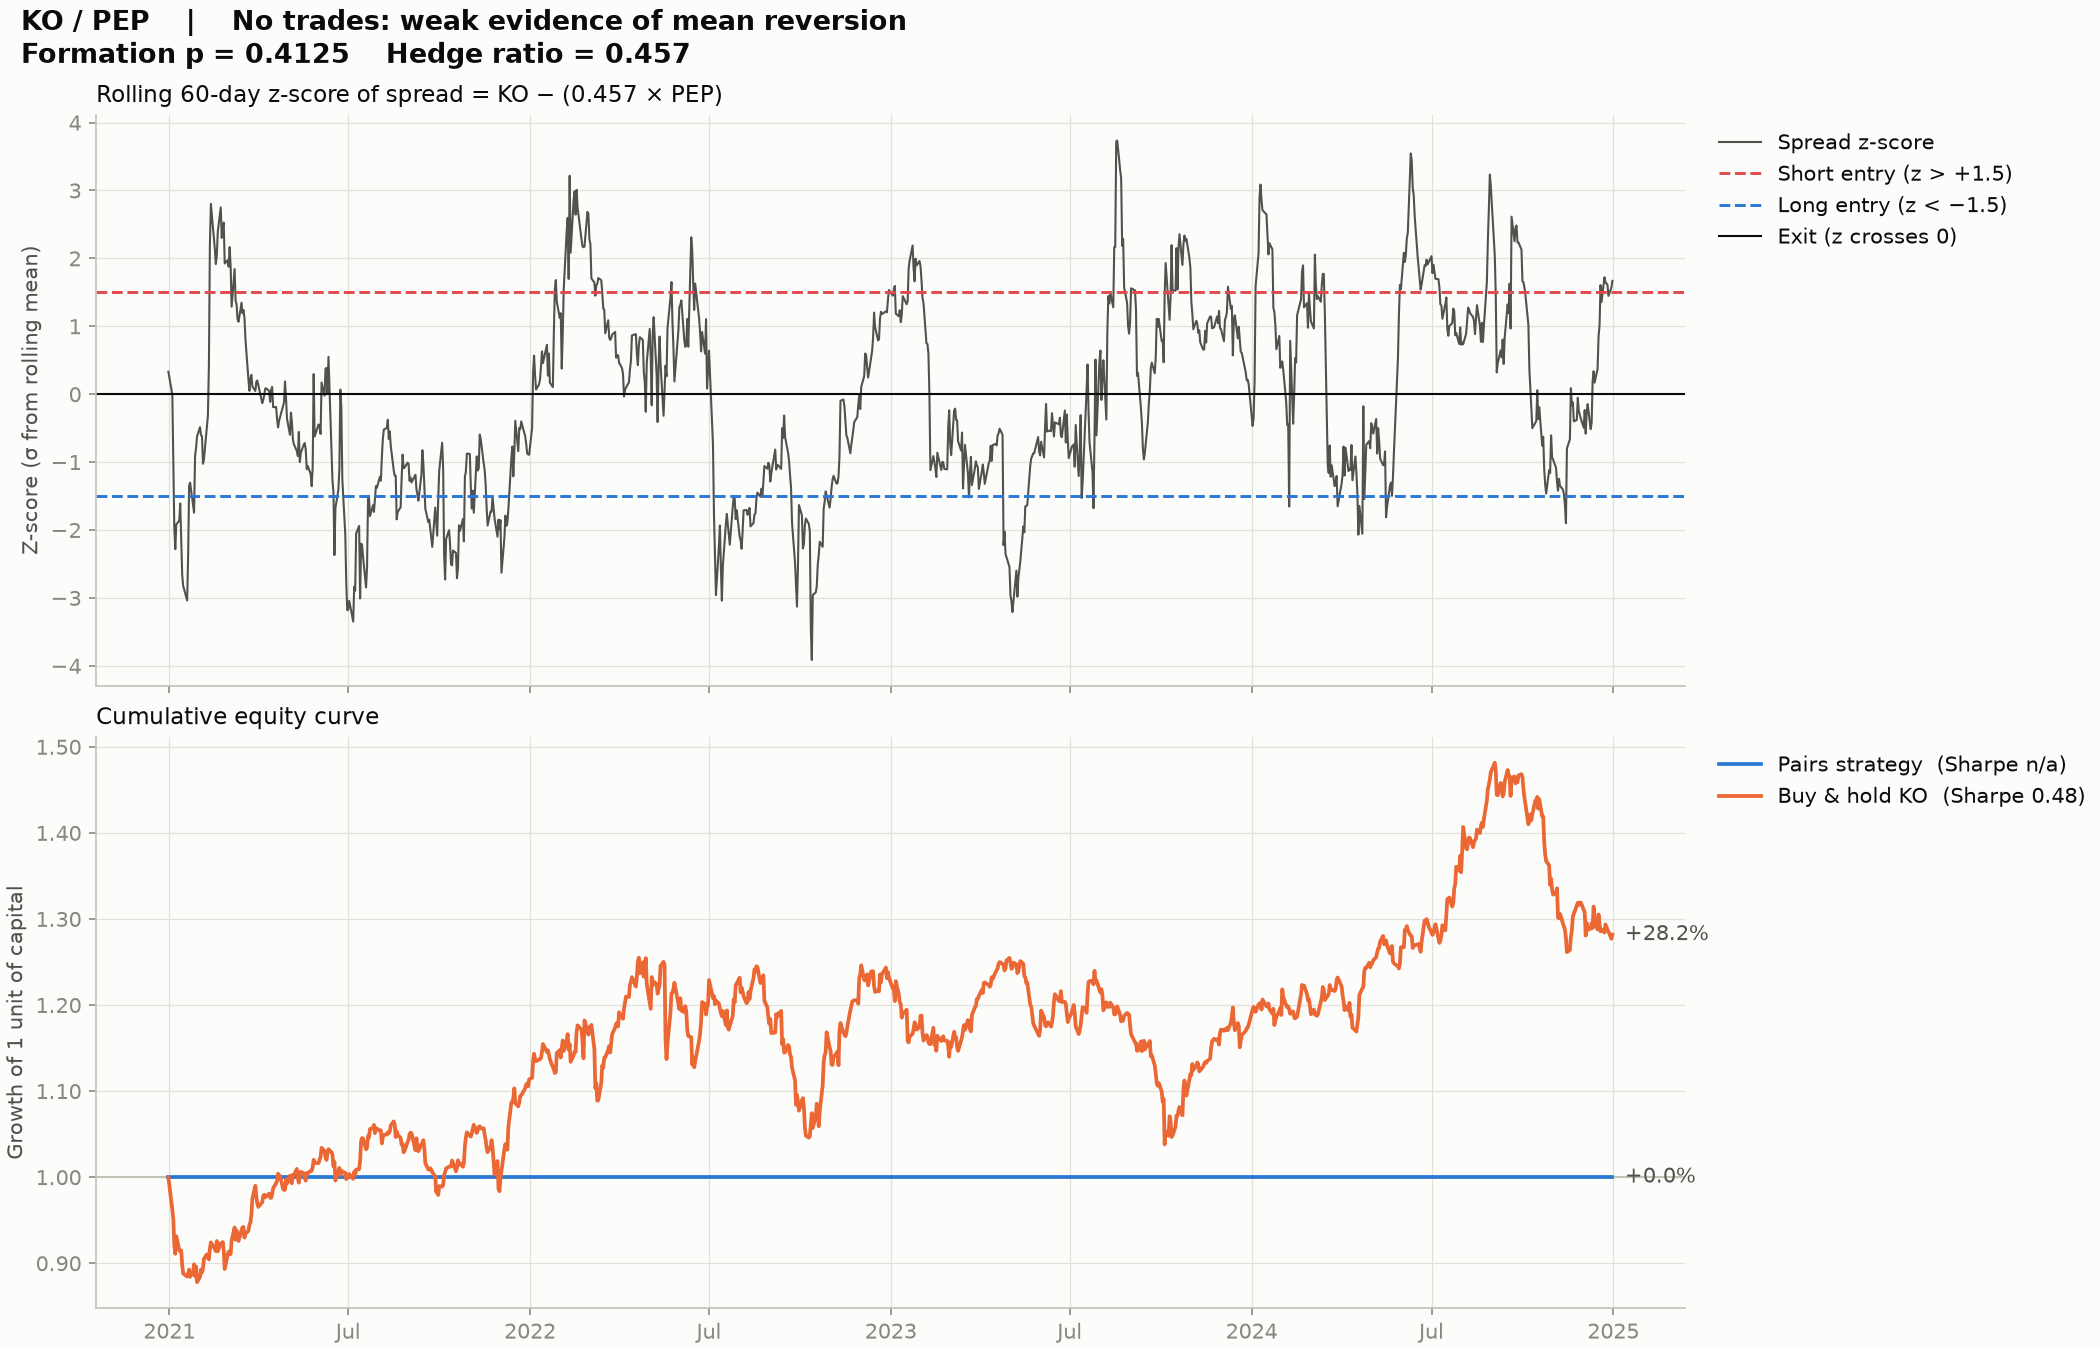 KO / PEP | No trades: weak evidence of mean reversion
Formation p = 0.4125 Hedge ratio = 0.457
Rolling 60-day z-score of spread = KO − (0.457 × PEP)
Z-score (σ from rolling mean)
4
3
2
1
0
−1
−2
−3
−4
Spread z-score
Short entry (z > +1.5)
Long entry (z < −1.5)
Exit (z crosses 0)
Cumulative equity curve
Growth of 1 unit of capital
1.50
1.40
1.30
1.20
1.10
1.00
0.90
+28.2%
+0.0%
Pairs strategy (Sharpe n/a)
Buy & hold KO (Sharpe 0.48)
2021
Jul
2022
Jul
2023
Jul
2024
Jul
2025